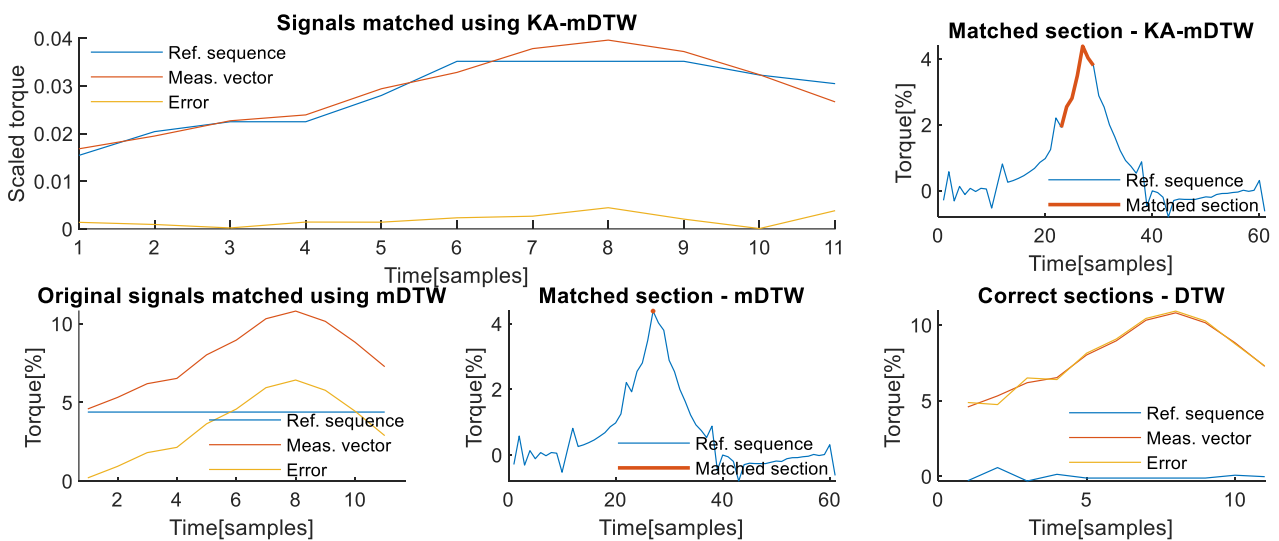 Signals matched using KA-mDTW
0.04
0.03
0.02
0.01
0
Scaled torque
Ref. sequence
Meas. vector
Error
1 2 3 4 5 6 7 8 9 10 11
Time[samples]
Matched section - KA-mDTW
4
2
0
Torque[%]
Ref. sequence
Matched section
0 20 40 60
Time[samples]
Original signals matched using mDTW
10
5
0
Torque[%]
Ref. sequence
Meas. vector
Error
2 4 6 8 10
Time[samples]
Matched section - mDTW
4
2
0
Torque[%]
Ref. sequence
Matched section
0 20 40 60
Time[samples]
Correct sections - DTW
10
5
0
Torque[%]
Ref. sequence
Meas. vector
Error
0 5 10
Time[samples]